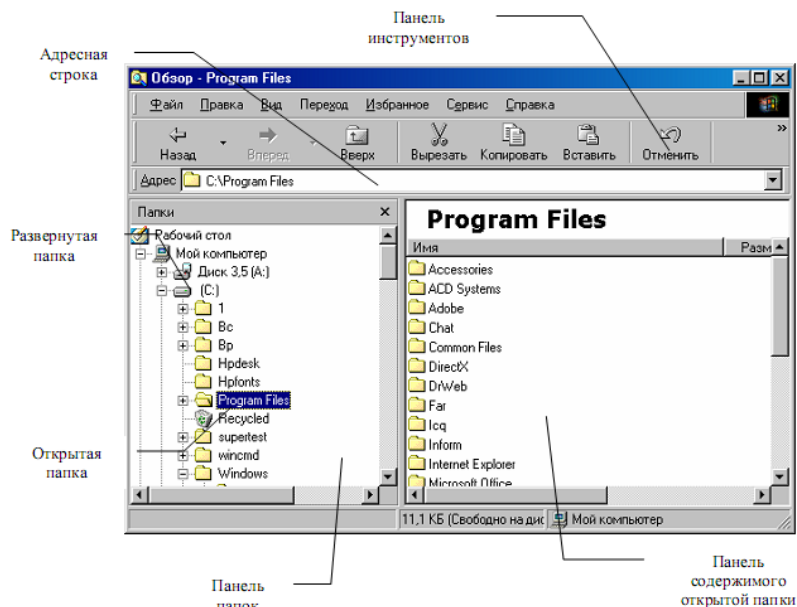 Панель
инструментов
Адресная
строка
Обзор - Program Files
Файл Правка Вид Переход Избранное Сервис Справка
Назад Вперед Вверх Вырезать Копировать Вставить Отменить »
Адрес C:\Program Files
Папки
Program Files
Имя Разм
Развернутая
папка
Рабочий стол
Мой компьютер
Диск 3,5 (A:)
(C:)
1
Bc
Bp
Hpdesk
Hpfonts
Program Files
Recycled
supertest
wincmd
Windows
Accessories
ACD Systems
Adobe
Chat
Common Files
DirectX
DrWeb
Far
Icq
Inform
Internet Explorer
Microsoft Office
Открытая
папка
11,1 КБ (Свободно на дис Мой компьютер
Панель
папок
Панель
содержимого
открытой папки